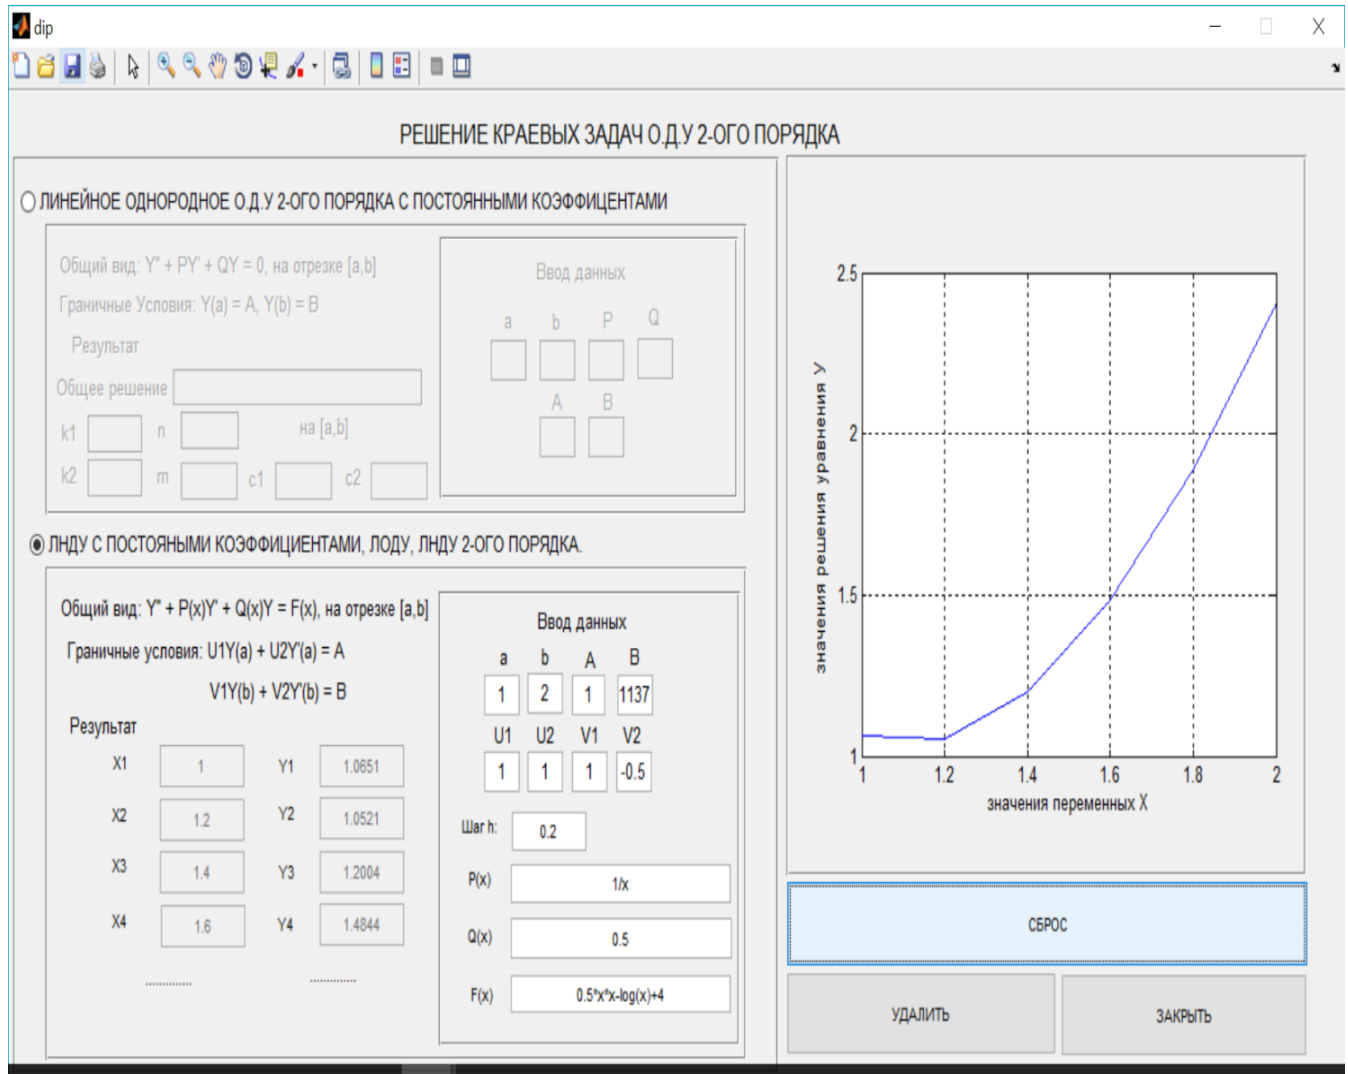 dip
РЕШЕНИЕ КРАЕВЫХ ЗАДАЧ О.Д.У 2-ОГО ПОРЯДКА
ЛИНЕЙНОЕ ОДНОРОДНОЕ О.Д.У 2-ОГО ПОРЯДКА С ПОСТОЯННЫМИ КОЭФФИЦЕНТАМИ
Общий вид: Y" + PY' + QY = 0, на отрезке [a,b]
Граничные Условия: Y(a) = A, Y(b) = B
Результат
Общее решение
k1 n на [a,b]
k2 m c1 c2
Ввод данных
a b P Q
A B
ЛНДУ С ПОСТОЯНЫМИ КОЭФФИЦИЕНТАМИ, ЛОДУ, ЛНДУ 2-ОГО ПОРЯДКА.
Общий вид: Y" + P(x)Y' + Q(x)Y = F(x), на отрезке [a,b]
Граничные условия: U1Y(a) + U2Y'(a) = A
V1Y(b) + V2Y'(b) = B
Результат
X1 1 Y1 1.0651
X2 1.2 Y2 1.0521
X3 1.4 Y3 1.2004
X4 1.6 Y4 1.4844
.............. ..............
Ввод данных
a b A B
1 2 1 1137
U1 U2 V1 V2
1 1 1 -0.5
Шаг h: 0.2
P(x) 1/x
Q(x) 0.5
F(x) 0.5*x*x-log(x)+4
значения решения уравнения У
2.5
2
1.5
1
1 1.2 1.4 1.6 1.8 2
значения переменных X
СБРОС
УДАЛИТЬ ЗАКРЫТЬ